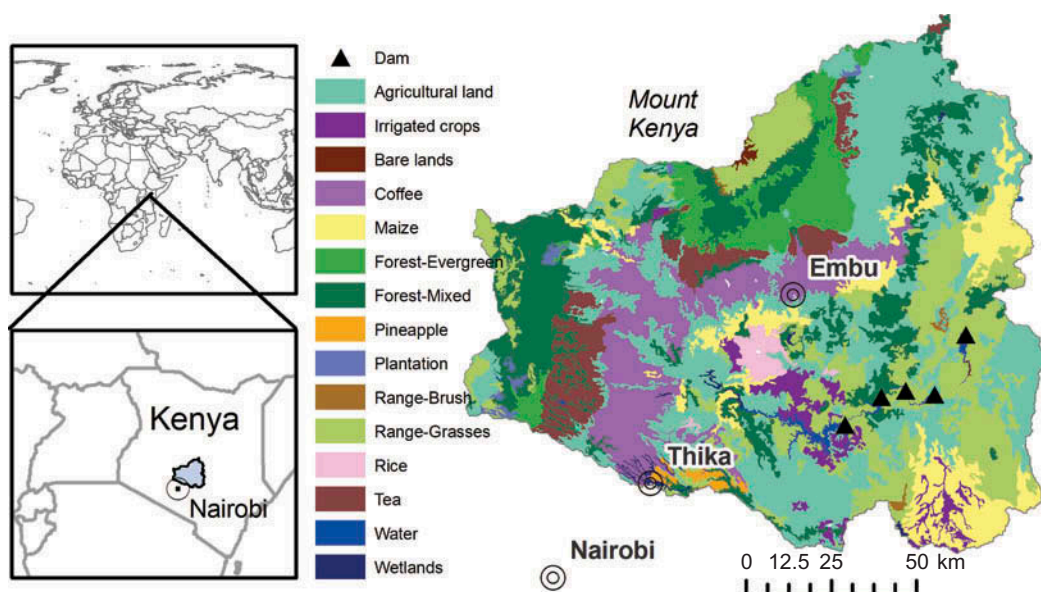 Kenya
Nairobi
Dam
Agricultural land
Irrigated crops
Bare lands
Coffee
Maize
Forest-Evergreen
Forest-Mixed
Pineapple
Plantation
Range-Brush
Range-Grasses
Rice
Tea
Water
Wetlands
Mount
Kenya
Embu
Thika
Nairobi
0 12.5 25 50 km